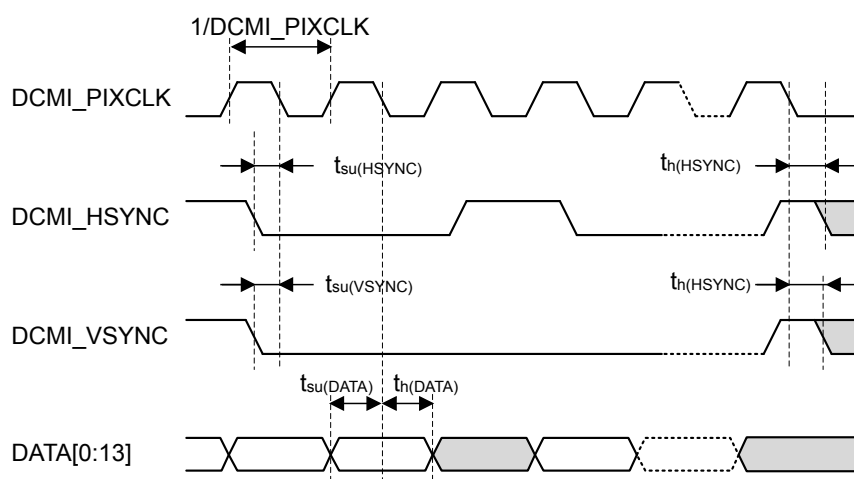 1/DCMI_PIXCLK
DCMI_PIXCLK
tsu(HSYNC)
th(HSYNC)
DCMI_HSYNC
tsu(VSYNC)
th(HSYNC)
DCMI_VSYNC
tsu(DATA) th(DATA)
DATA[0:13]